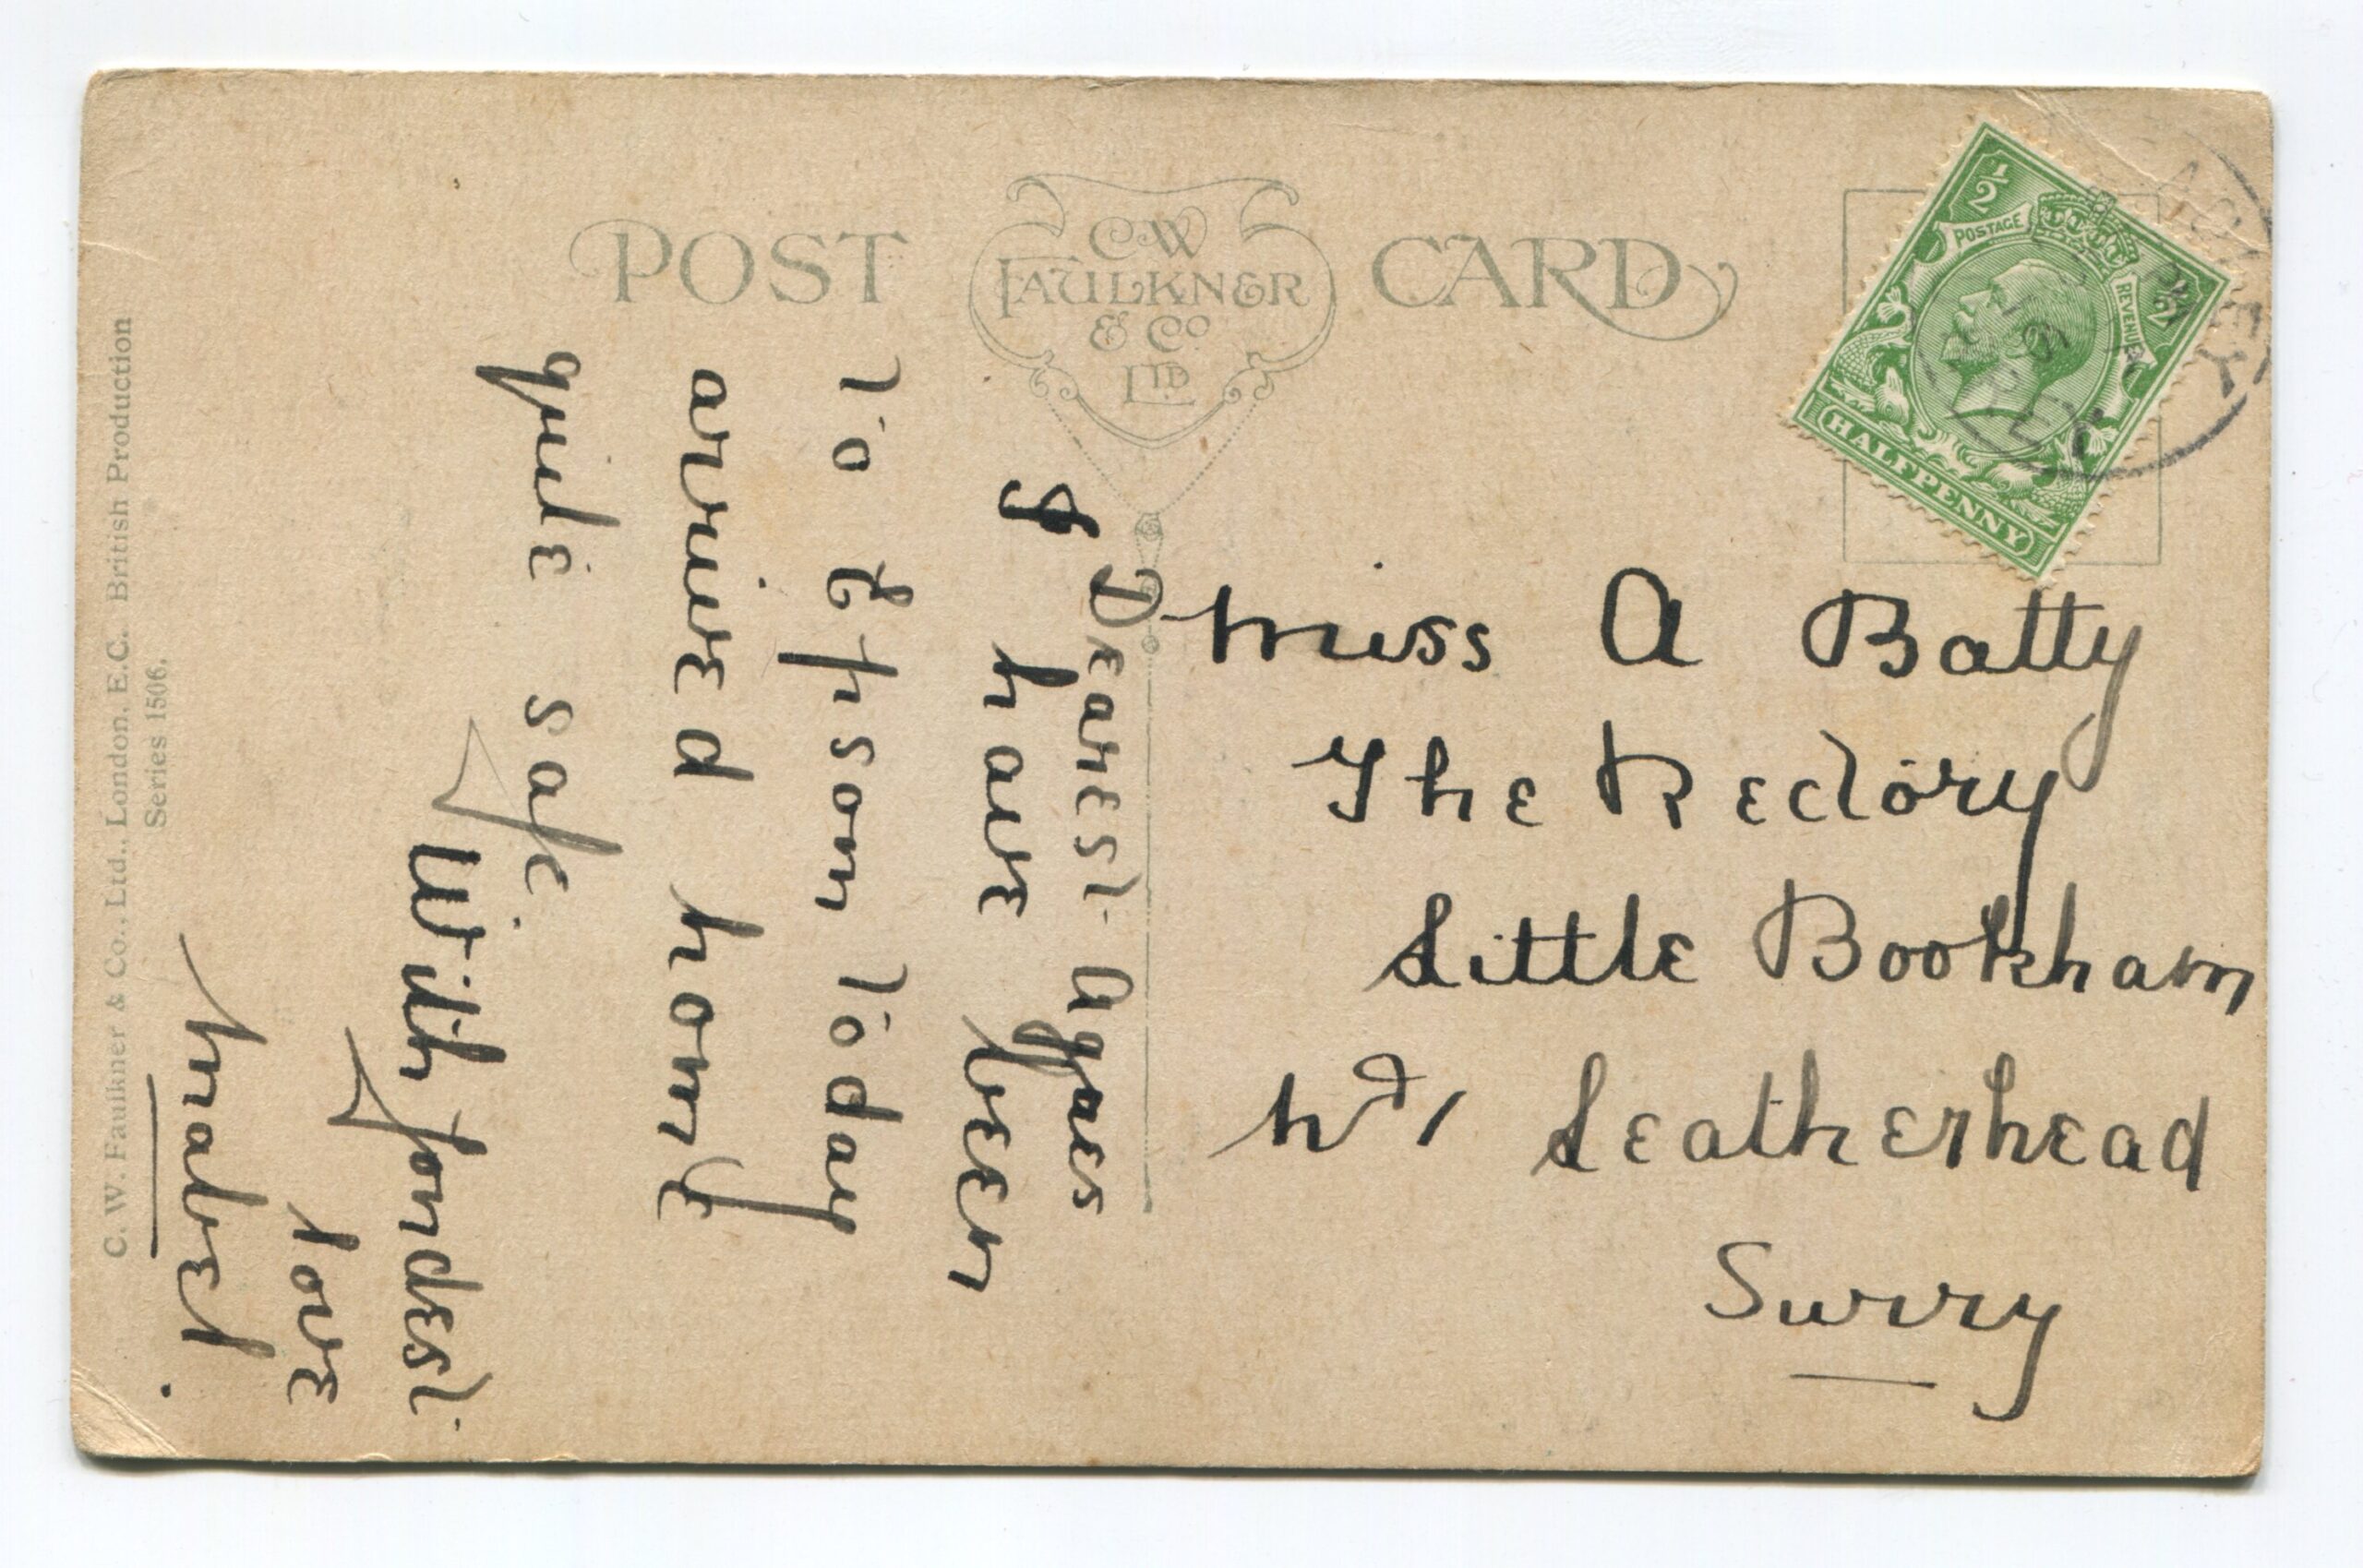 POST CARD
C W
FAULKNER
& Co
LTD
1/2 1/2
POSTAGE REVENUE
HALFPENNY
Dearest Agnes
I have been
to Epsom today
arrived home
quite safe
With fondest
love
Mabel.
Miss A Batty
The Rectory
Little Bookham
Nr Leatherhead
Surry
C. W. Faulkner & Co., Ltd., London, E.C. British Production
Series 1506.